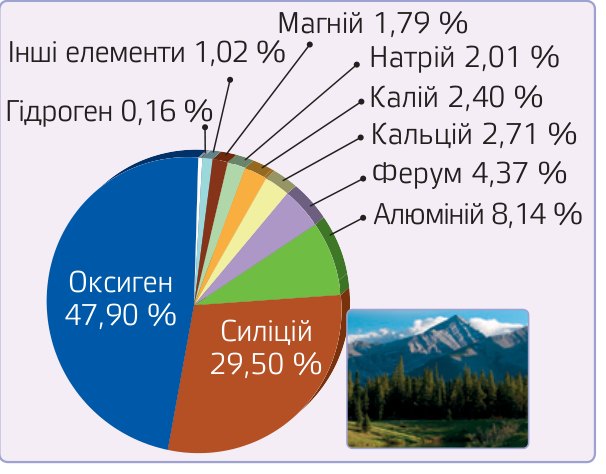 Магній 1,79 %
Інші елементи 1,02 %
Натрій 2,01 %
Гідроген 0,16 %
Калій 2,40 %
Кальцій 2,71 %
Ферум 4,37 %
Алюміній 8,14 %
Оксиген
47,90 %
Силіцій
29,50 %